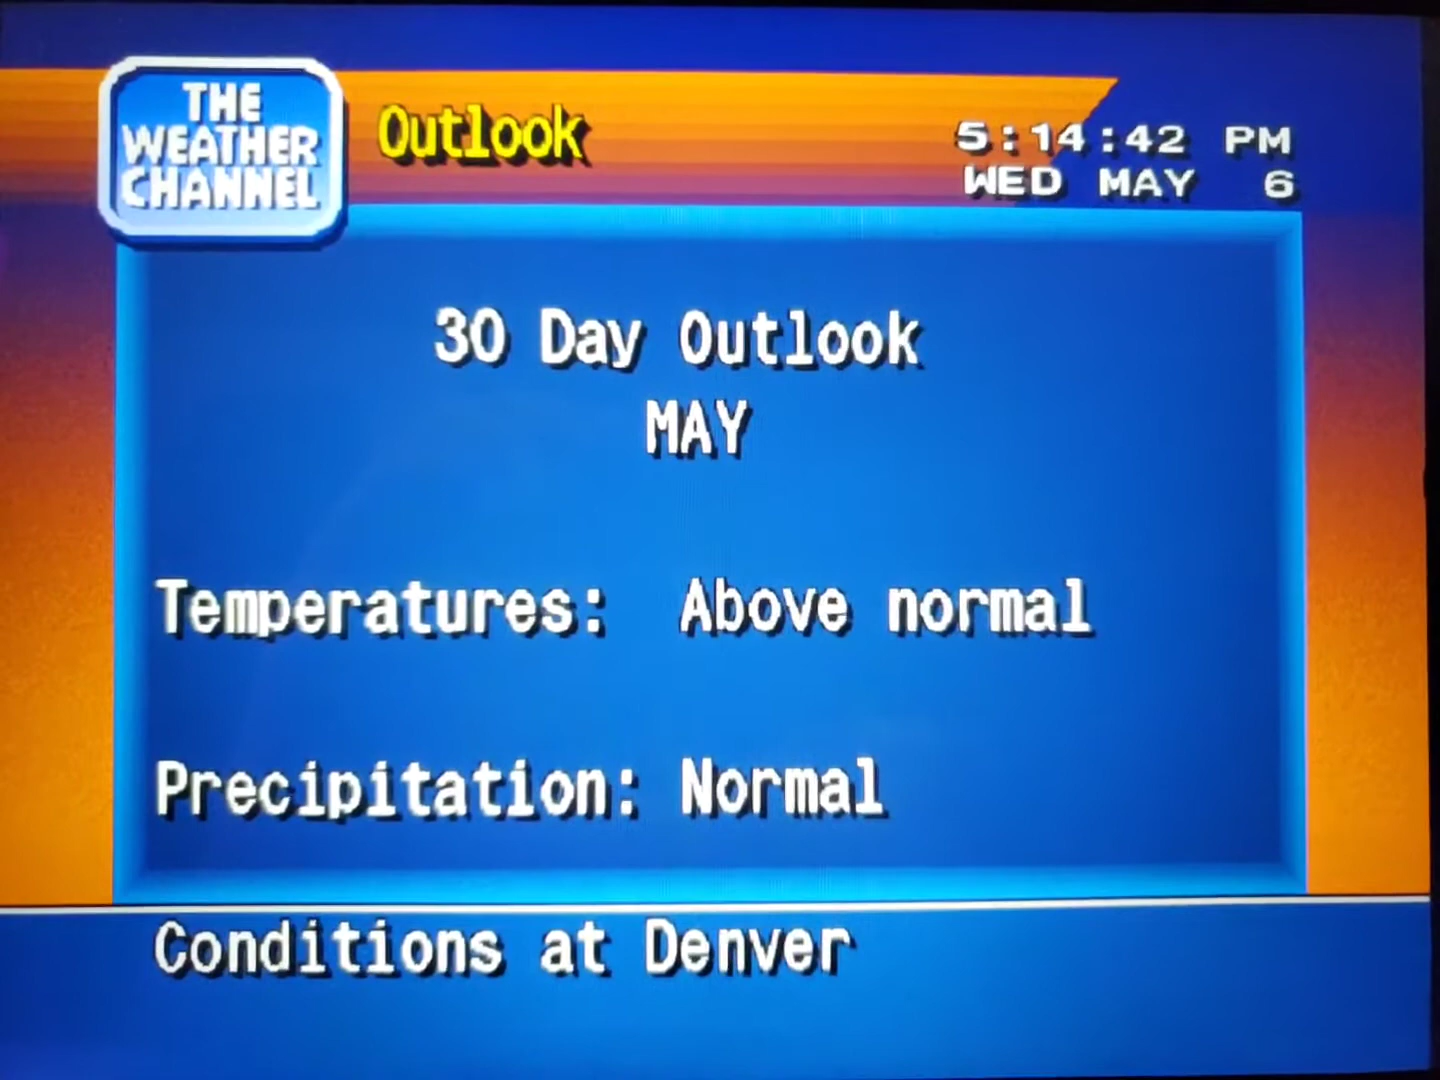 THE
WEATHER
CHANNEL
Outlook
5:14:42 PM
WED MAY 6
30 Day Outlook
MAY
Temperatures: Above normal
Precipitation: Normal
Conditions at Denver